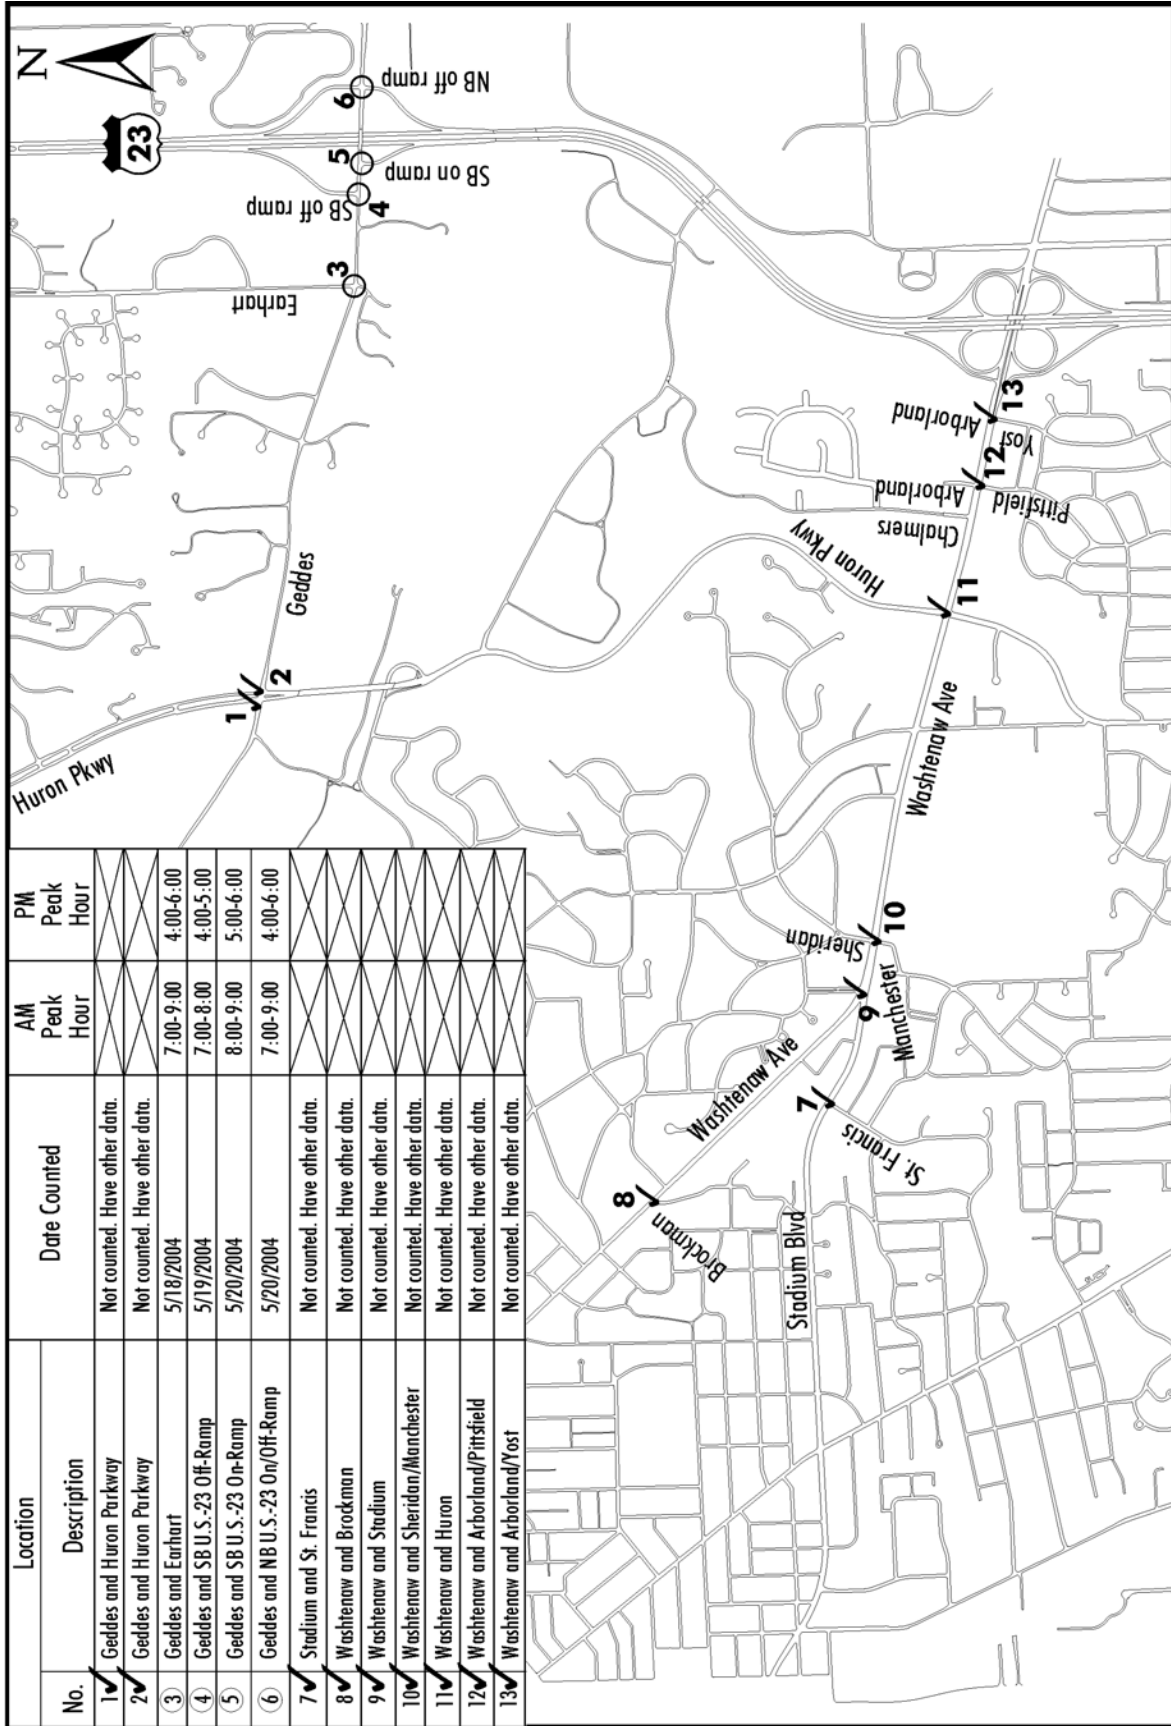 Location
Date Counted
AM Peak Hour
PM Peak Hour
No.
Description
1 Geddes and Huron Parkway Not counted. Have other data.
2 Geddes and Huron Parkway Not counted. Have other data.
3 Geddes and Earhart 5/18/2004 7:00-9:00 4:00-6:00
4 Geddes and SB U.S.-23 Off-Ramp 5/19/2004 7:00-8:00 4:00-5:00
5 Geddes and SB U.S.-23 On-Ramp 5/20/2004 8:00-9:00 5:00-6:00
6 Geddes and NB U.S.-23 On/Off-Ramp 5/20/2004 7:00-9:00 4:00-6:00
7 Stadium and St. Francis Not counted. Have other data.
8 Washtenaw and Brockman Not counted. Have other data.
9 Washtenaw and Stadium Not counted. Have other data.
10 Washtenaw and Sheridan/Manchester Not counted. Have other data.
11 Washtenaw and Huron Not counted. Have other data.
12 Washtenaw and Arborland/Pittsfield Not counted. Have other data.
13 Washtenaw and Arborland/Yost Not counted. Have other data.
N
23
Huron Pkwy
1
2
Geddes
Earhart
3
SB off ramp
4
5
SB on ramp
6
NB off ramp
8
Brockman
Washtenaw Ave
Stadium Blvd
7
St. Francis
9
Manchester
Sheridan
10
Washtenaw Ave
Huron Pkwy
11
Chalmers
Arborland
12
Pittsfield
Arborland
Yost
13